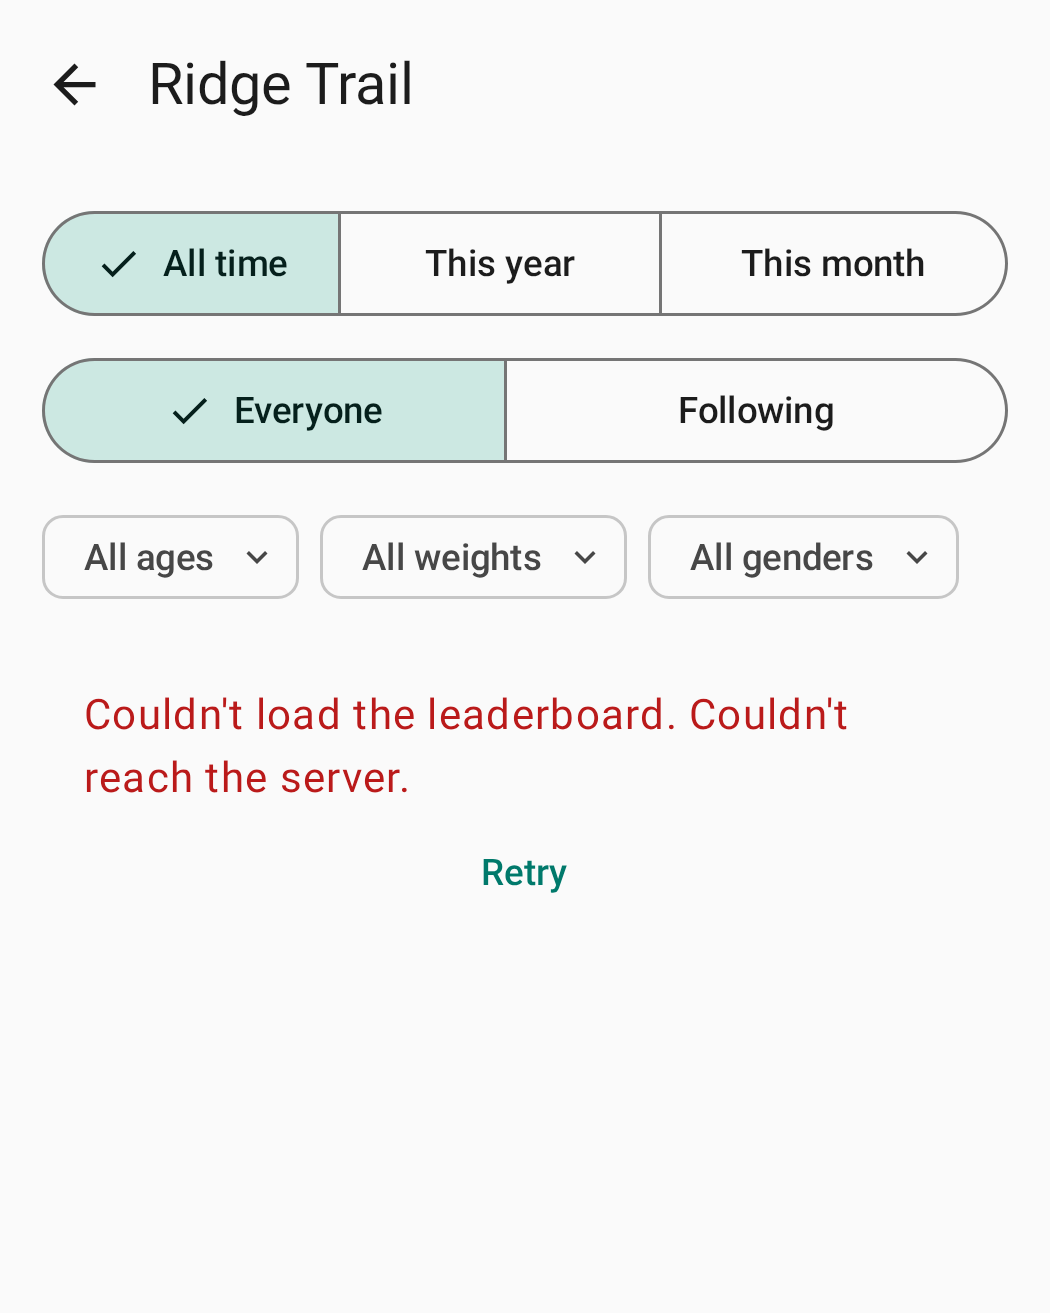 Ridge Trail
All time
This year
This month
Everyone
Following
All ages
All weights
All genders
Couldn't load the leaderboard. Couldn't
reach the server.
Retry